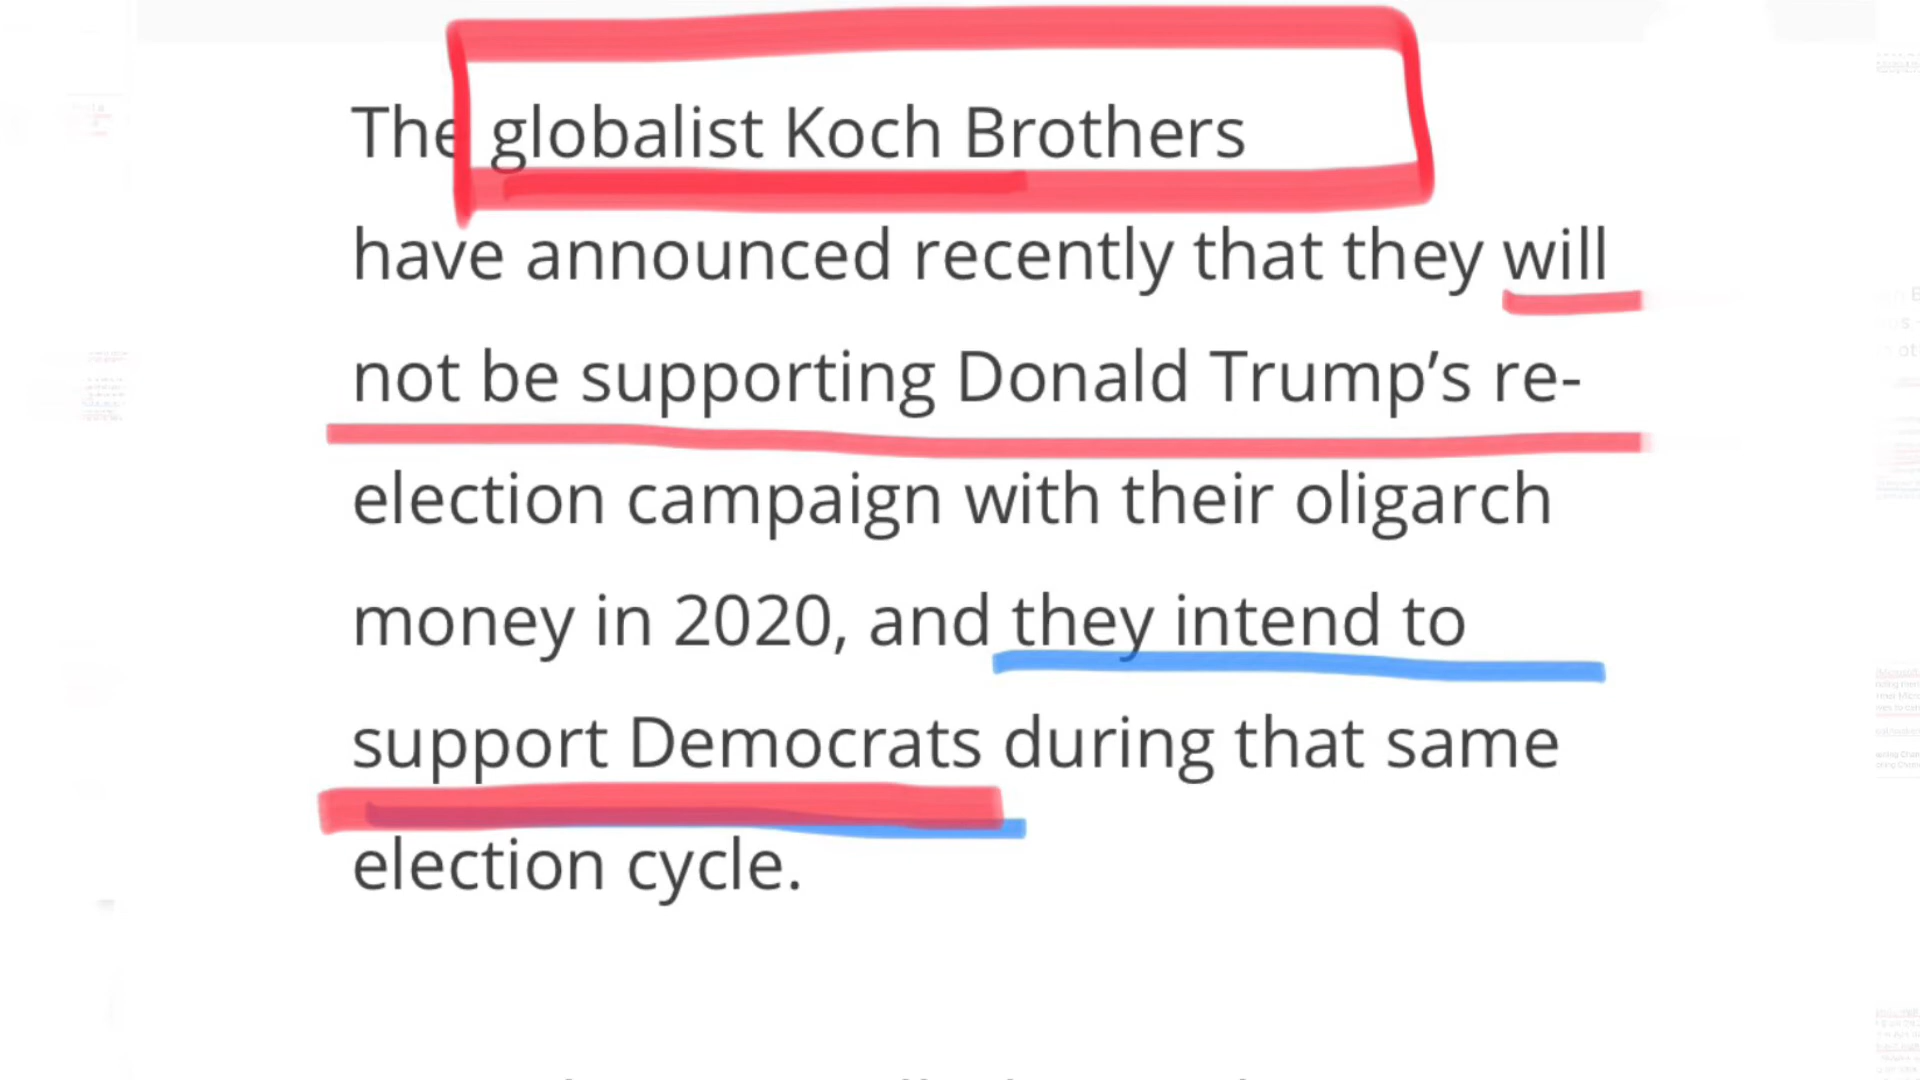 The globalist Koch Brothers
have announced recently that they will
not be supporting Donald Trump’s re-
election campaign with their oligarch
money in 2020, and they intend to
support Democrats during that same
election cycle.